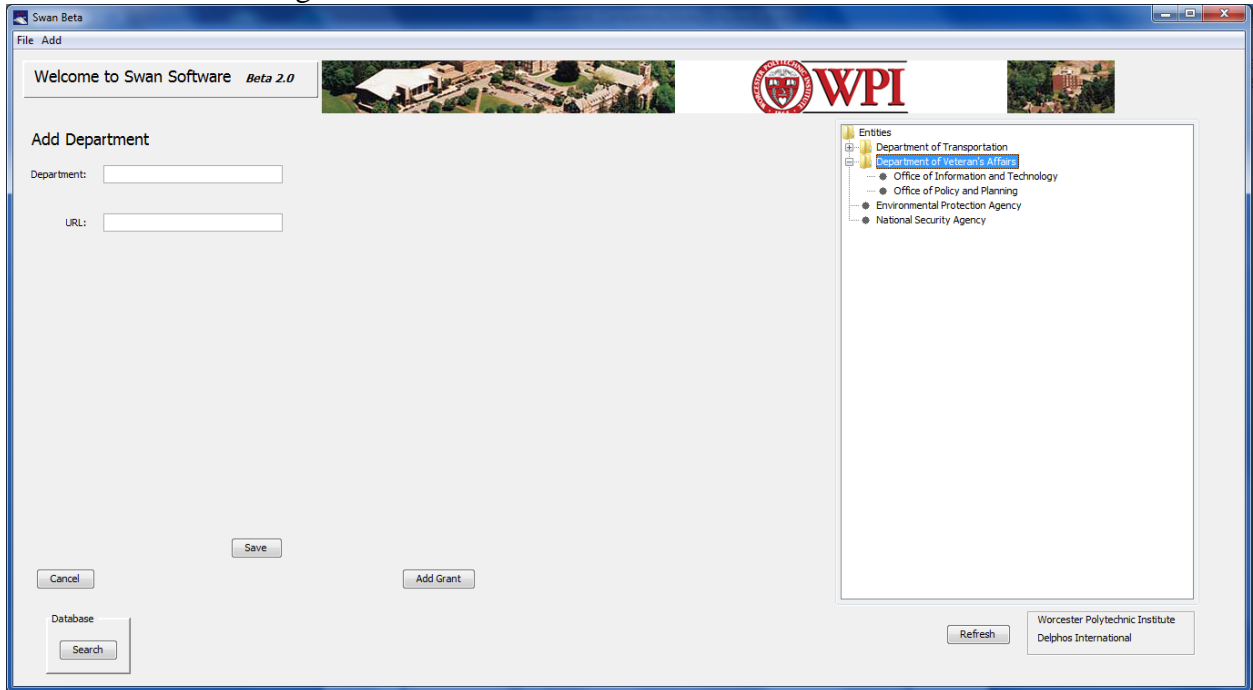 Swan Beta
File Add
Welcome to Swan Software Beta 2.0
WPI
Add Department
Department:
URL:
Entities
Department of Transportation
Department of Veteran's Affairs
Office of Information and Technology
Office of Policy and Planning
Environmental Protection Agency
National Security Agency
Save
Cancel
Add Grant
Database
Search
Refresh
Worcester Polytechnic Institute
Delphos International